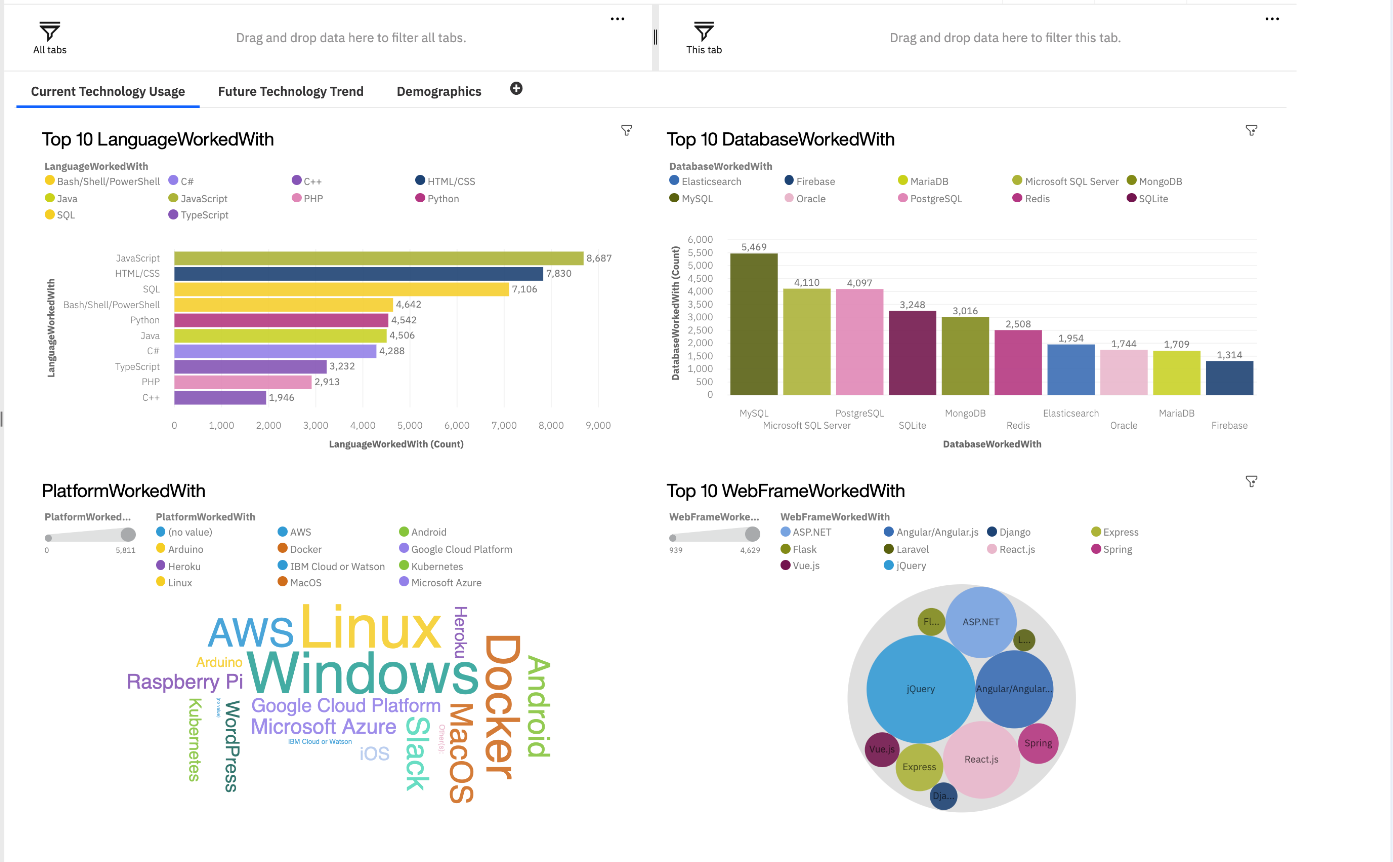 All tabs
Drag and drop data here to filter all tabs.
This tab
Drag and drop data here to filter this tab.
Current Technology Usage
Future Technology Trend
Demographics
Top 10 LanguageWorkedWith
LanguageWorkedWith
Bash/Shell/PowerShell C# C++ HTML/CSS
Java JavaScript PHP Python
SQL TypeScript
LanguageWorkedWith
JavaScript 8,687
HTML/CSS 7,830
SQL 7,106
Bash/Shell/PowerShell 4,642
Python 4,542
Java 4,506
C# 4,288
TypeScript 3,232
PHP 2,913
C++ 1,946
0 1,000 2,000 3,000 4,000 5,000 6,000 7,000 8,000 9,000
LanguageWorkedWith (Count)
Top 10 DatabaseWorkedWith
DatabaseWorkedWith
Elasticsearch Firebase MariaDB Microsoft SQL Server MongoDB
MySQL Oracle PostgreSQL Redis SQLite
DatabaseWorkedWith (Count)
6,000
5,500
5,000
4,500
4,000
3,500
3,000
2,500
2,000
1,500
1,000
500
0
5,469 4,110 4,097 3,248 3,016 2,508 1,954 1,744 1,709 1,314
MySQL PostgreSQL MongoDB Elasticsearch MariaDB
Microsoft SQL Server SQLite Redis Oracle Firebase
DatabaseWorkedWith
PlatformWorkedWith
PlatformWorked...
0 5,811
PlatformWorkedWith
(no value) AWS Android
Arduino Docker Google Cloud Platform
Heroku IBM Cloud or Watson Kubernetes
Linux MacOS Microsoft Azure
AWS
Linux
Heroku
Docker
Android
Arduino
Windows
Raspberry Pi
Google Cloud Platform
Microsoft Azure
IBM Cloud or Watson
iOS
Kubernetes
(no value)
WordPress
Slack
Other(s):
MacOS
Top 10 WebFrameWorkedWith
WebFrameWorke...
939 4,629
WebFrameWorkedWith
ASP.NET Angular/Angular.js Django Express
Flask Laravel React.js Spring
Vue.js jQuery
Fl...
ASP.NET
L...
jQuery
Angular/Angular...
Vue.js
Express
React.js
Spring
Dja...